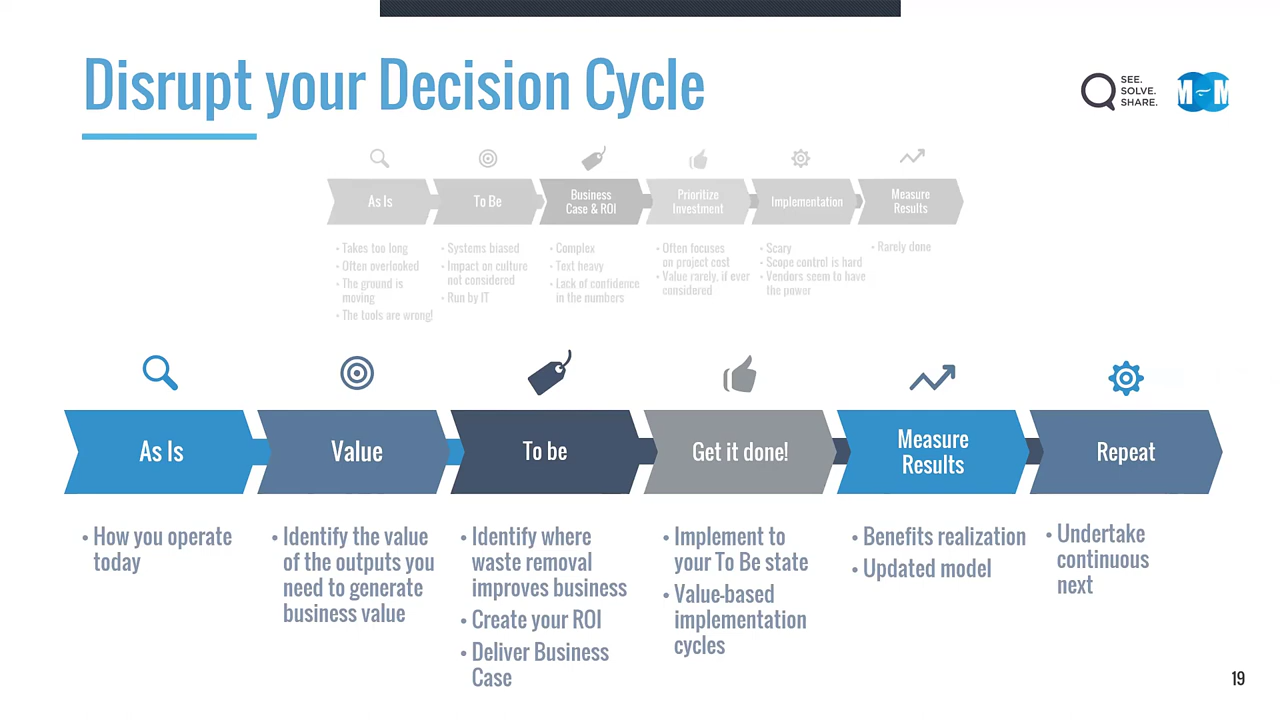 Disrupt your Decision Cycle
SEE.
SOLVE.
SHARE.
M M
As Is
To Be
Business
Case & ROI
Prioritize
Investment
Implementation
Measure
Results
• Takes too long
• Often overlooked
• The ground is
moving
• The tools are wrong!
• Systems biased
• Impact on culture
not considered
• Run by IT
• Complex
• Text heavy
• Lack of confidence
in the numbers
• Often focuses
on project cost
• Value rarely, if ever
considered
• Scary
• Scope control is hard
• Vendors seem to have
the power
• Rarely done
As Is
Value
To be
Get it done!
Measure
Results
Repeat
• How you operate
today
• Identify the value
of the outputs you
need to generate
business value
• Identify where
waste removal
improves business
• Create your ROI
• Deliver Business
Case
• Implement to
your To Be state
• Value-based
implementation
cycles
• Benefits realization
• Updated model
• Undertake
continuous
next
19